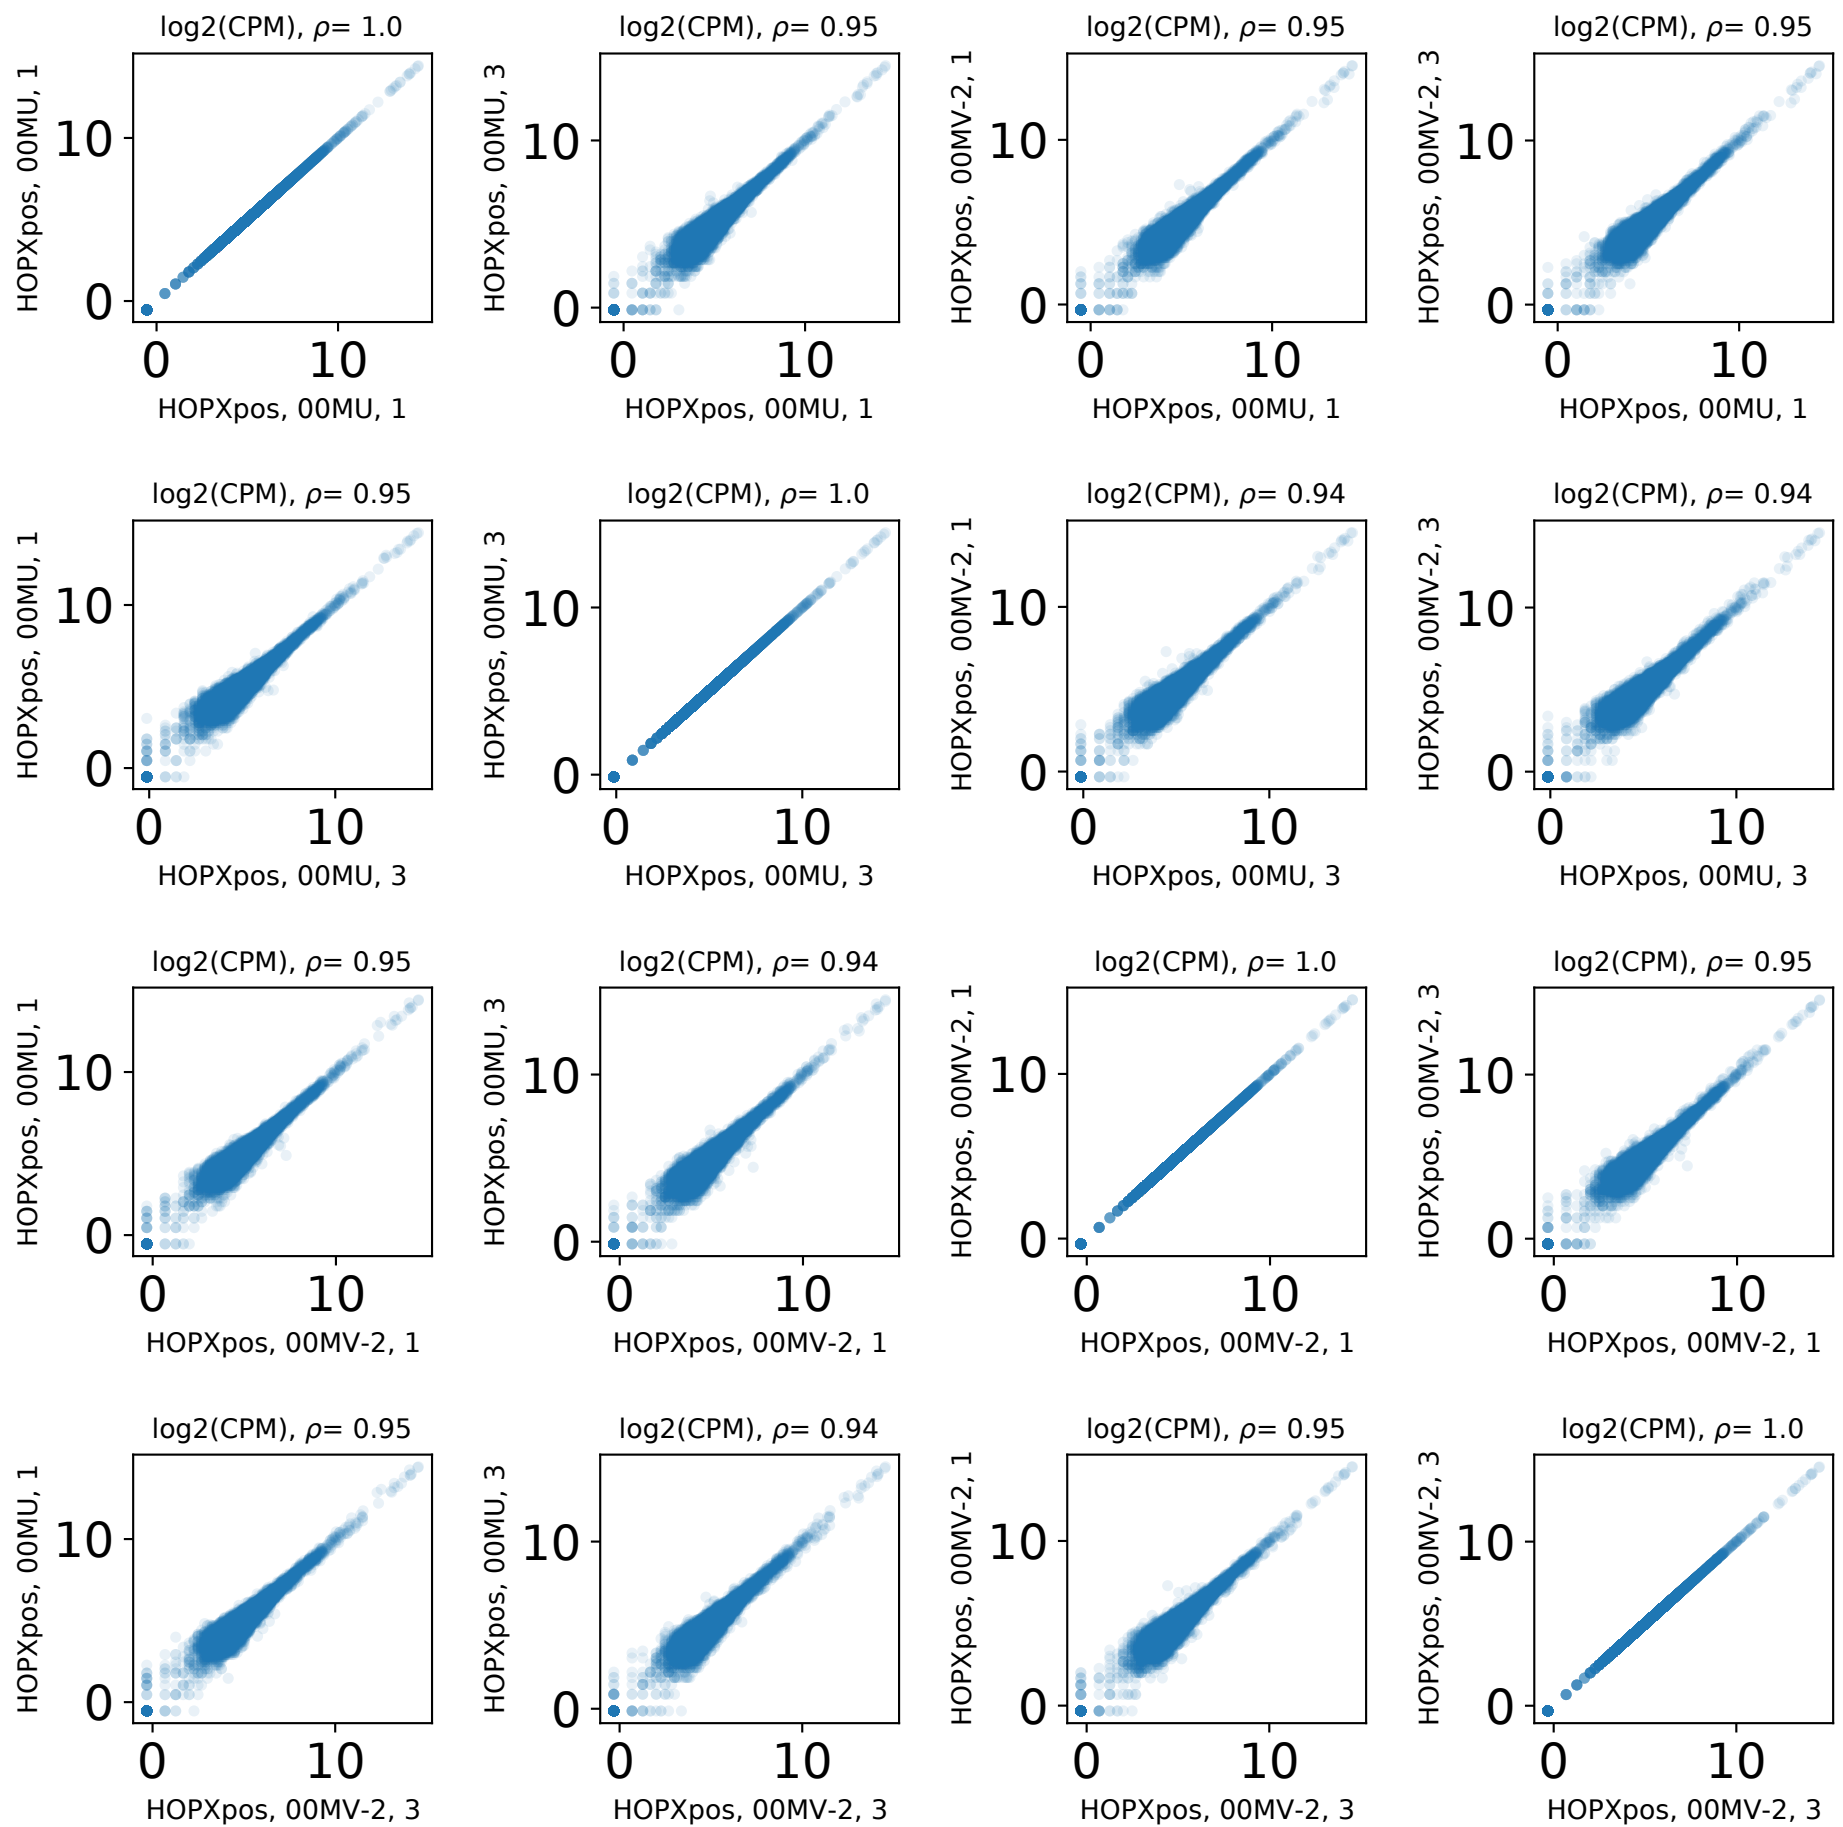 log2(CPM), ρ= 1.0
HOPXpos, 00MU, 1
10
0
0 10
HOPXpos, 00MU, 1
log2(CPM), ρ= 0.95
HOPXpos, 00MU, 3
10
0
0 10
HOPXpos, 00MU, 1
log2(CPM), ρ= 0.95
HOPXpos, 00MV-2, 1
10
0
0 10
HOPXpos, 00MU, 1
log2(CPM), ρ= 0.95
HOPXpos, 00MV-2, 3
10
0
0 10
HOPXpos, 00MU, 1
log2(CPM), ρ= 0.95
HOPXpos, 00MU, 1
10
0
0 10
HOPXpos, 00MU, 3
log2(CPM), ρ= 1.0
HOPXpos, 00MU, 3
10
0
0 10
HOPXpos, 00MU, 3
log2(CPM), ρ= 0.94
HOPXpos, 00MV-2, 1
10
0
0 10
HOPXpos, 00MU, 3
log2(CPM), ρ= 0.94
HOPXpos, 00MV-2, 3
10
0
0 10
HOPXpos, 00MU, 3
log2(CPM), ρ= 0.95
HOPXpos, 00MU, 1
10
0
0 10
HOPXpos, 00MV-2, 1
log2(CPM), ρ= 0.94
HOPXpos, 00MU, 3
10
0
0 10
HOPXpos, 00MV-2, 1
log2(CPM), ρ= 1.0
HOPXpos, 00MV-2, 1
10
0
0 10
HOPXpos, 00MV-2, 1
log2(CPM), ρ= 0.95
HOPXpos, 00MV-2, 3
10
0
0 10
HOPXpos, 00MV-2, 1
log2(CPM), ρ= 0.95
HOPXpos, 00MU, 1
10
0
0 10
HOPXpos, 00MV-2, 3
log2(CPM), ρ= 0.94
HOPXpos, 00MU, 3
10
0
0 10
HOPXpos, 00MV-2, 3
log2(CPM), ρ= 0.95
HOPXpos, 00MV-2, 1
10
0
0 10
HOPXpos, 00MV-2, 3
log2(CPM), ρ= 1.0
HOPXpos, 00MV-2, 3
10
0
0 10
HOPXpos, 00MV-2, 3